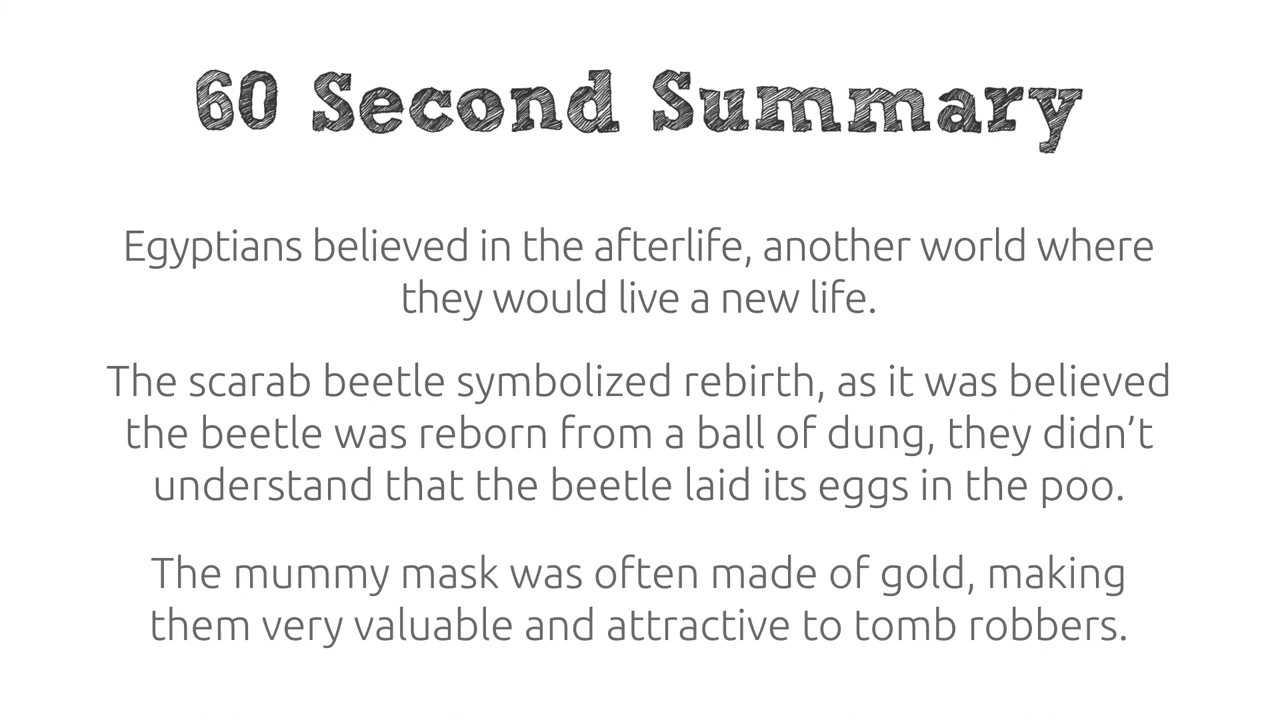 60 Second Summary
Egyptians believed in the afterlife, another world where
they would live a new life.
The scarab beetle symbolized rebirth, as it was believed
the beetle was reborn from a ball of dung, they didn’t
understand that the beetle laid its eggs in the poo.
The mummy mask was often made of gold, making
them very valuable and attractive to tomb robbers.